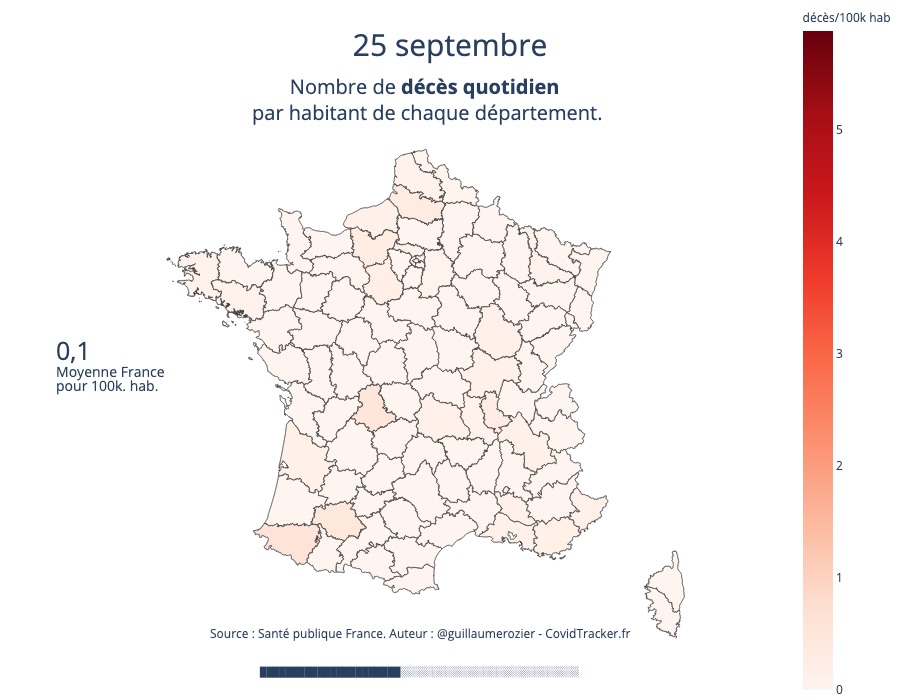 25 septembre
Nombre de décès quotidien
par habitant de chaque département.
décès/100k hab
5
4
3
2
1
0
0,1
Moyenne France
pour 100k. hab.
Source : Santé publique France. Auteur : @guillaumerozier - CovidTracker.fr